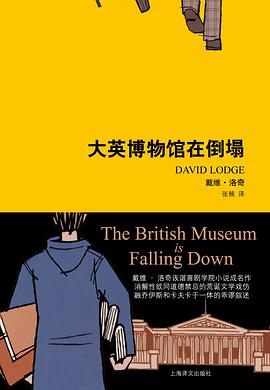 大英博物馆在倒塌
DAVID LODGE
戴维·洛奇
张楠 译
The British Museum
is
Falling Down
戴维·洛奇诙谐喜剧学院小说成名作
消解性欲同道德禁忌的荒诞文学戏仿
融乔伊斯和卡夫卡于一体的乖谬叙述
上海译文出版社